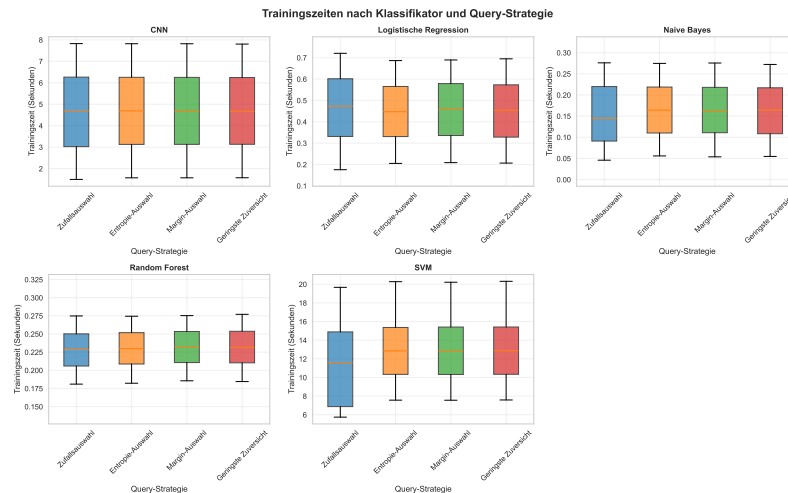 Trainingszeiten nach Klassifikator und Query-Strategie
CNN
Trainingszeit (Sekunden)
8
7
6
5
4
3
2
Zufallsauswahl
Entropie-Auswahl
Margin-Auswahl
Geringste Zuversicht
Query-Strategie
Logistische Regression
Trainingszeit (Sekunden)
0.7
0.6
0.5
0.4
0.3
0.2
0.1
Zufallsauswahl
Entropie-Auswahl
Margin-Auswahl
Geringste Zuversicht
Query-Strategie
Naive Bayes
Trainingszeit (Sekunden)
0.30
0.25
0.20
0.15
0.10
0.05
0.00
Zufallsauswahl
Entropie-Auswahl
Margin-Auswahl
Geringste Zuversicht
Query-Strategie
Random Forest
Trainingszeit (Sekunden)
0.325
0.300
0.275
0.250
0.225
0.200
0.175
0.150
Zufallsauswahl
Entropie-Auswahl
Margin-Auswahl
Geringste Zuversicht
Query-Strategie
SVM
Trainingszeit (Sekunden)
20
18
16
14
12
10
8
6
Zufallsauswahl
Entropie-Auswahl
Margin-Auswahl
Geringste Zuversicht
Query-Strategie